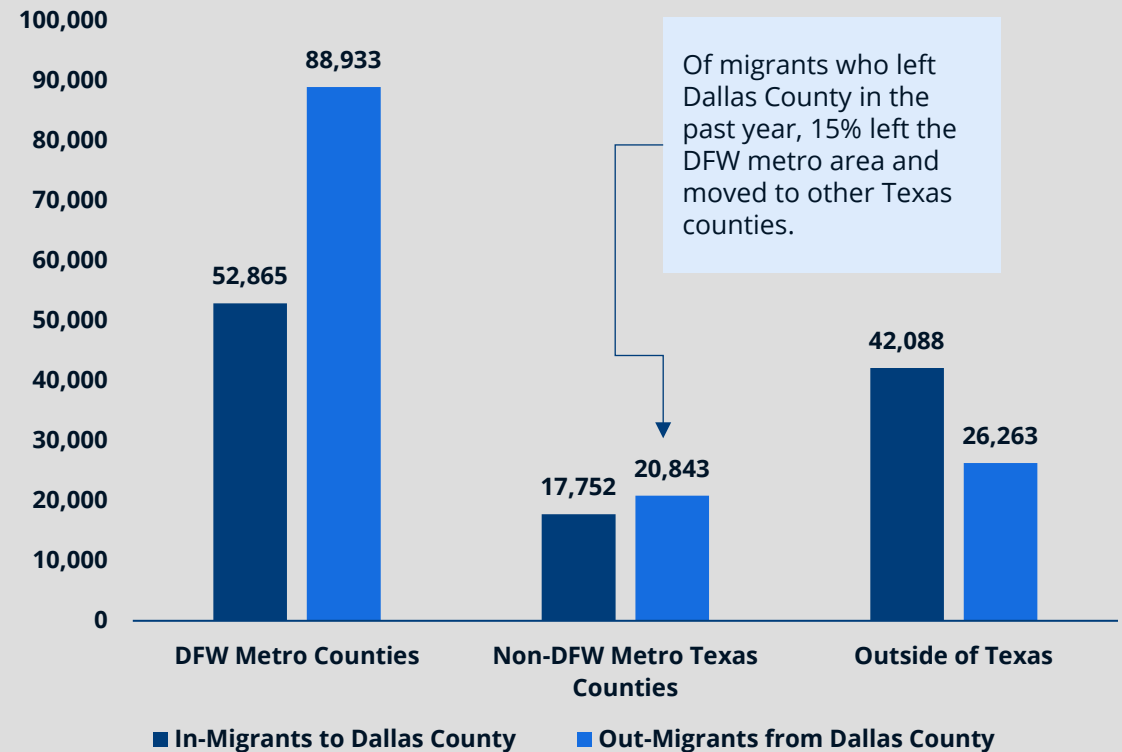 100,000
90,000
80,000
70,000
60,000
50,000
40,000
30,000
20,000
10,000
0
52,865
88,933
17,752
20,843
42,088
26,263
Of migrants who left
Dallas County in the
past year, 15% left the
DFW metro area and
moved to other Texas
counties.
DFW Metro Counties
Non-DFW Metro Texas
Counties
Outside of Texas
In-Migrants to Dallas County
Out-Migrants from Dallas County